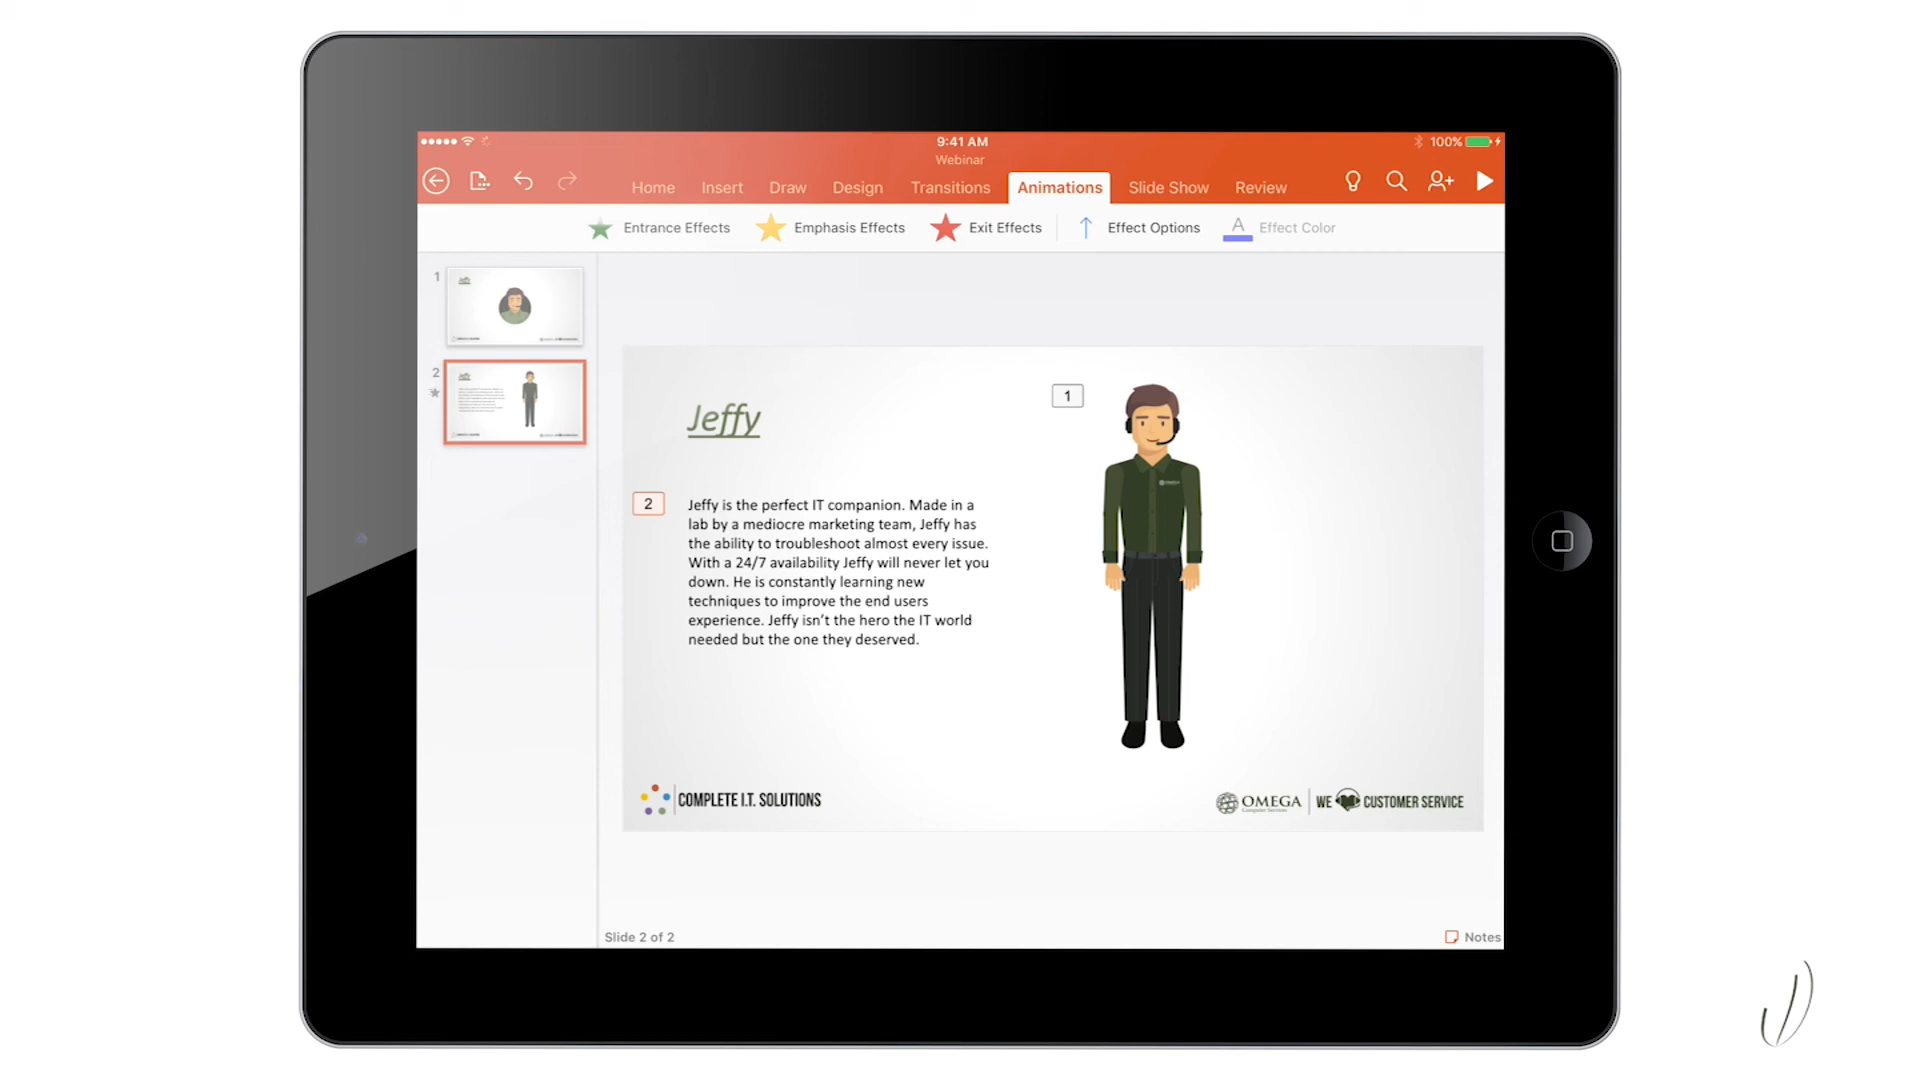 9:41 AM
100%
Webinar
Home
Insert
Draw
Design
Transitions
Animations
Slide Show
Review
Entrance Effects
Emphasis Effects
Exit Effects
Effect Options
A
Effect Color
1
2
Jeffy
1
2
Jeffy is the perfect IT companion. Made in a
lab by a mediocre marketing team, Jeffy has
the ability to troubleshoot almost every issue.
With a 24/7 availability Jeffy will never let you
down. He is constantly learning new
techniques to improve the end users
experience. Jeffy isn't the hero the IT world
needed but the one they deserved.
COMPLETE I.T. SOLUTIONS
OMEGA
Computer Services
WE CUSTOMER SERVICE
Slide 2 of 2
Notes